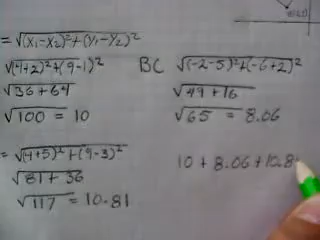 = √(x₁-x₂)²+(y₁-y₂)²
√(4+2)²+(9-1)²
√36+64
√100 = 10
BC √(-2-5)²+(-6+2)²
√49+16
√65 = 8.06
= √(4+5)²+(9-3)²
√81+36
√117 = 10.81
10 + 8.06+10.8